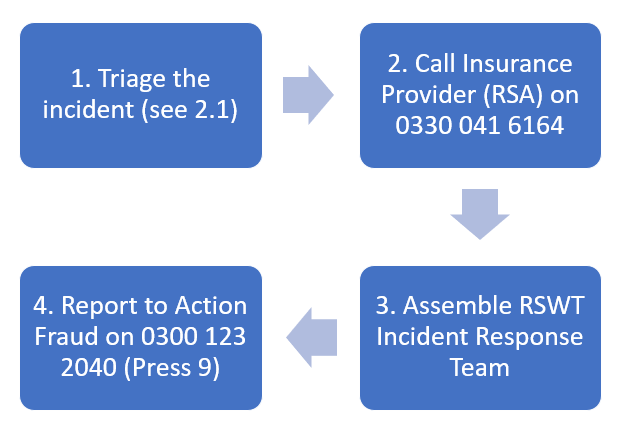 1. Triage the
incident (see 2.1)
2. Call Insurance
Provider (RSA) on
0330 041 6164
3. Assemble RSWT
Incident Response
Team
4. Report to Action
Fraud on 0300 123
2040 (Press 9)